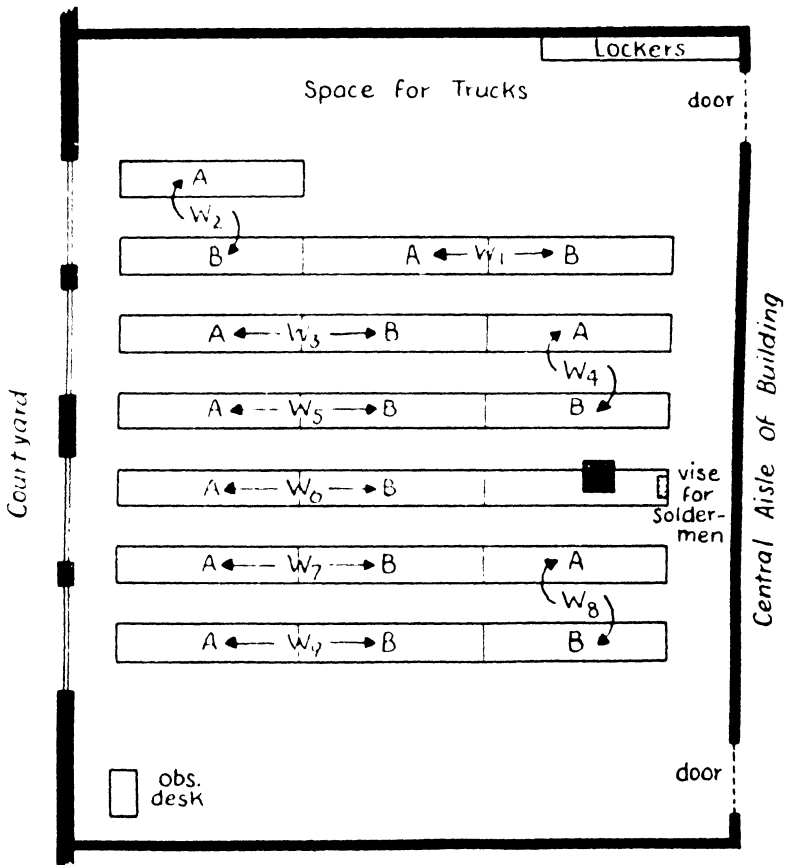 Lockers
Space for Trucks
door
A
W2
B
A W1 B
A W3 B
A
W4
A W5 B
B
A W6 B
vise
for
Solder-
men
A W7 B
A
W8
A W9 B
B
Courtyard
Central Aisle of Building
door
obs.
desk